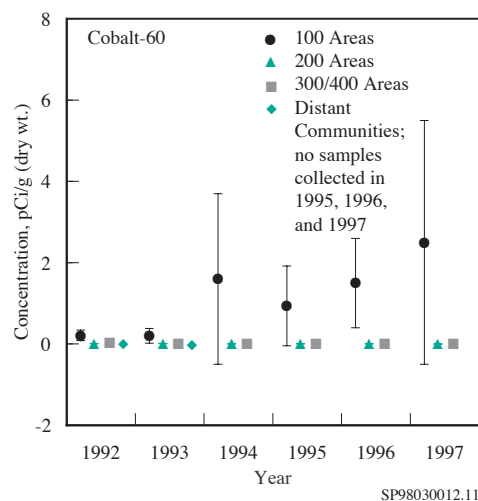 Cobalt-60
100 Areas
200 Areas
300/400 Areas
Distant
Communities;
no samples
collected in
1995, 1996,
and 1997
Concentration, pCi/g (dry wt.)
8
6
4
2
0
-2
1992 1993 1994 1995 1996 1997
Year
SP98030012.11